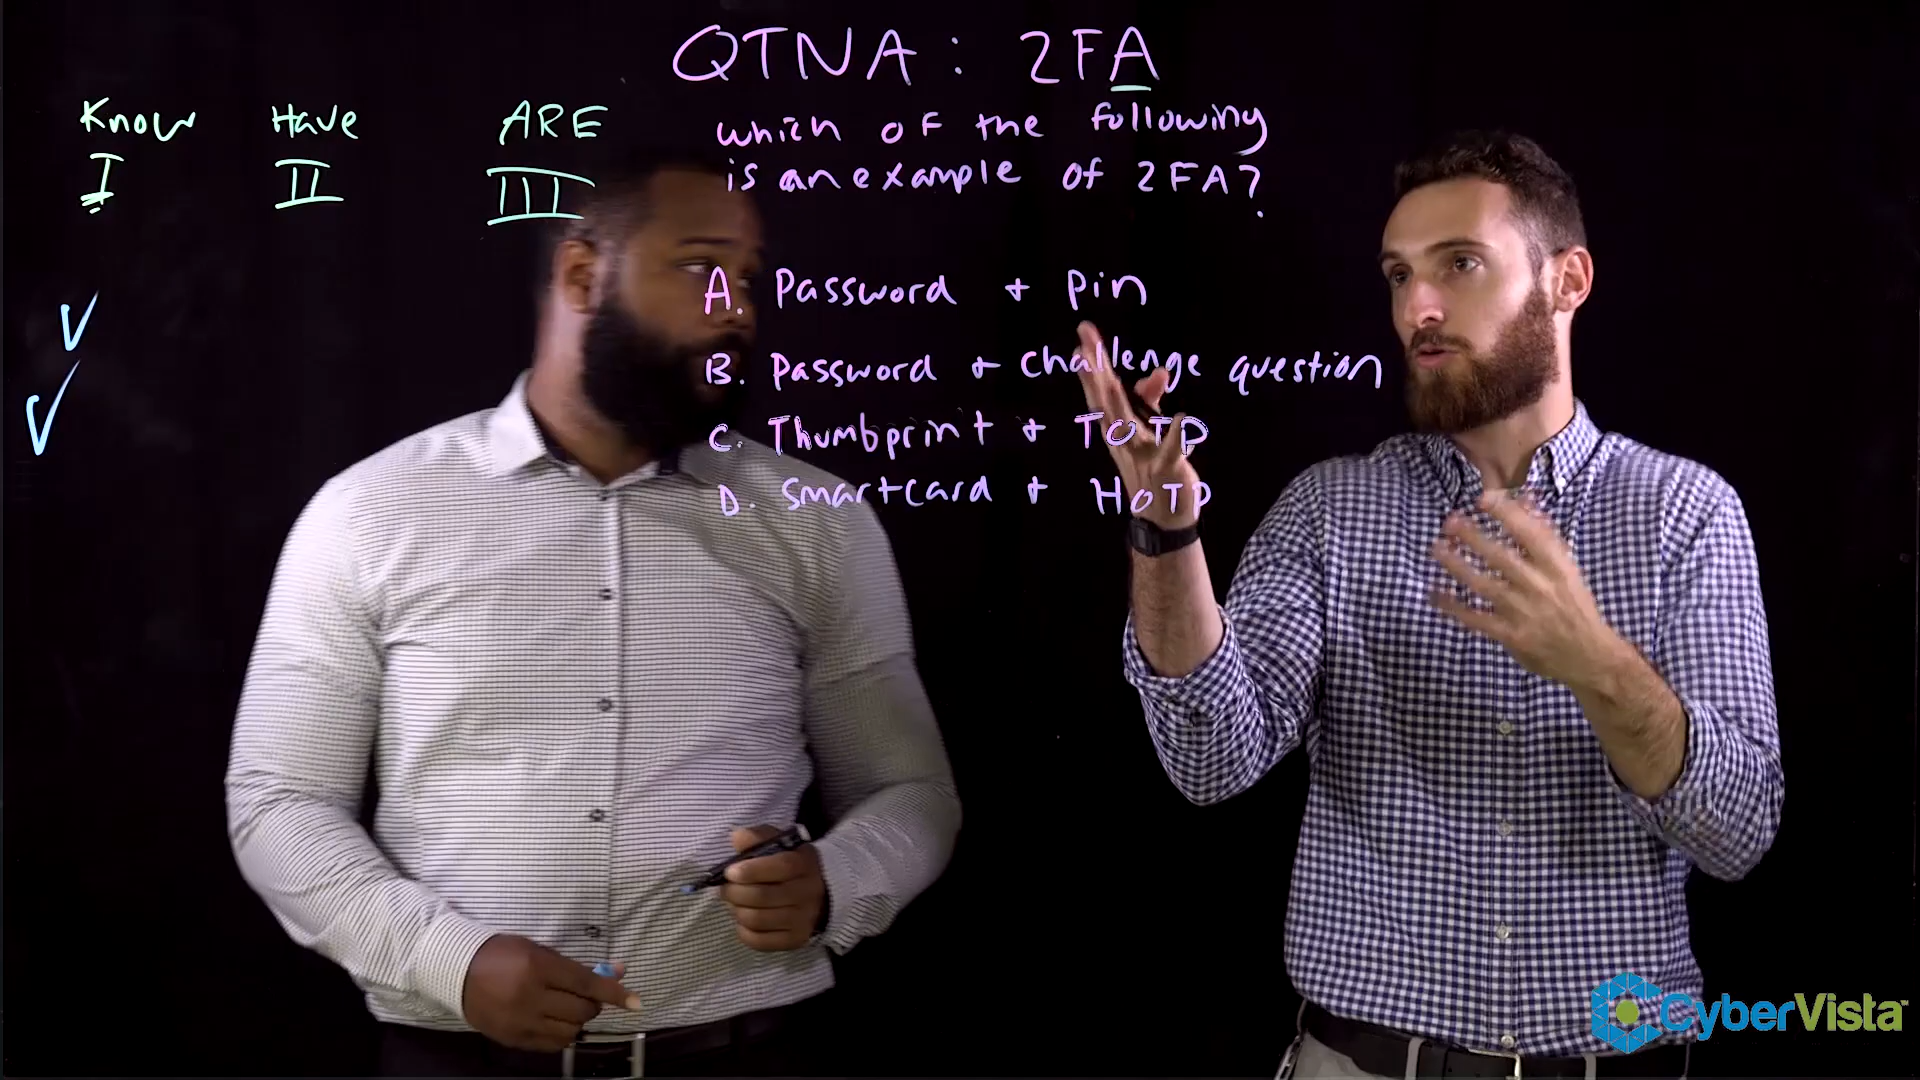 QTNA: 2FA
Know Have ARE
I II III
which of the following
is an example of 2FA?
A. Password + pin
B. Password + challenge question
C. Thumbprint + TOTP
D. Smartcard + HOTP
CyberVista